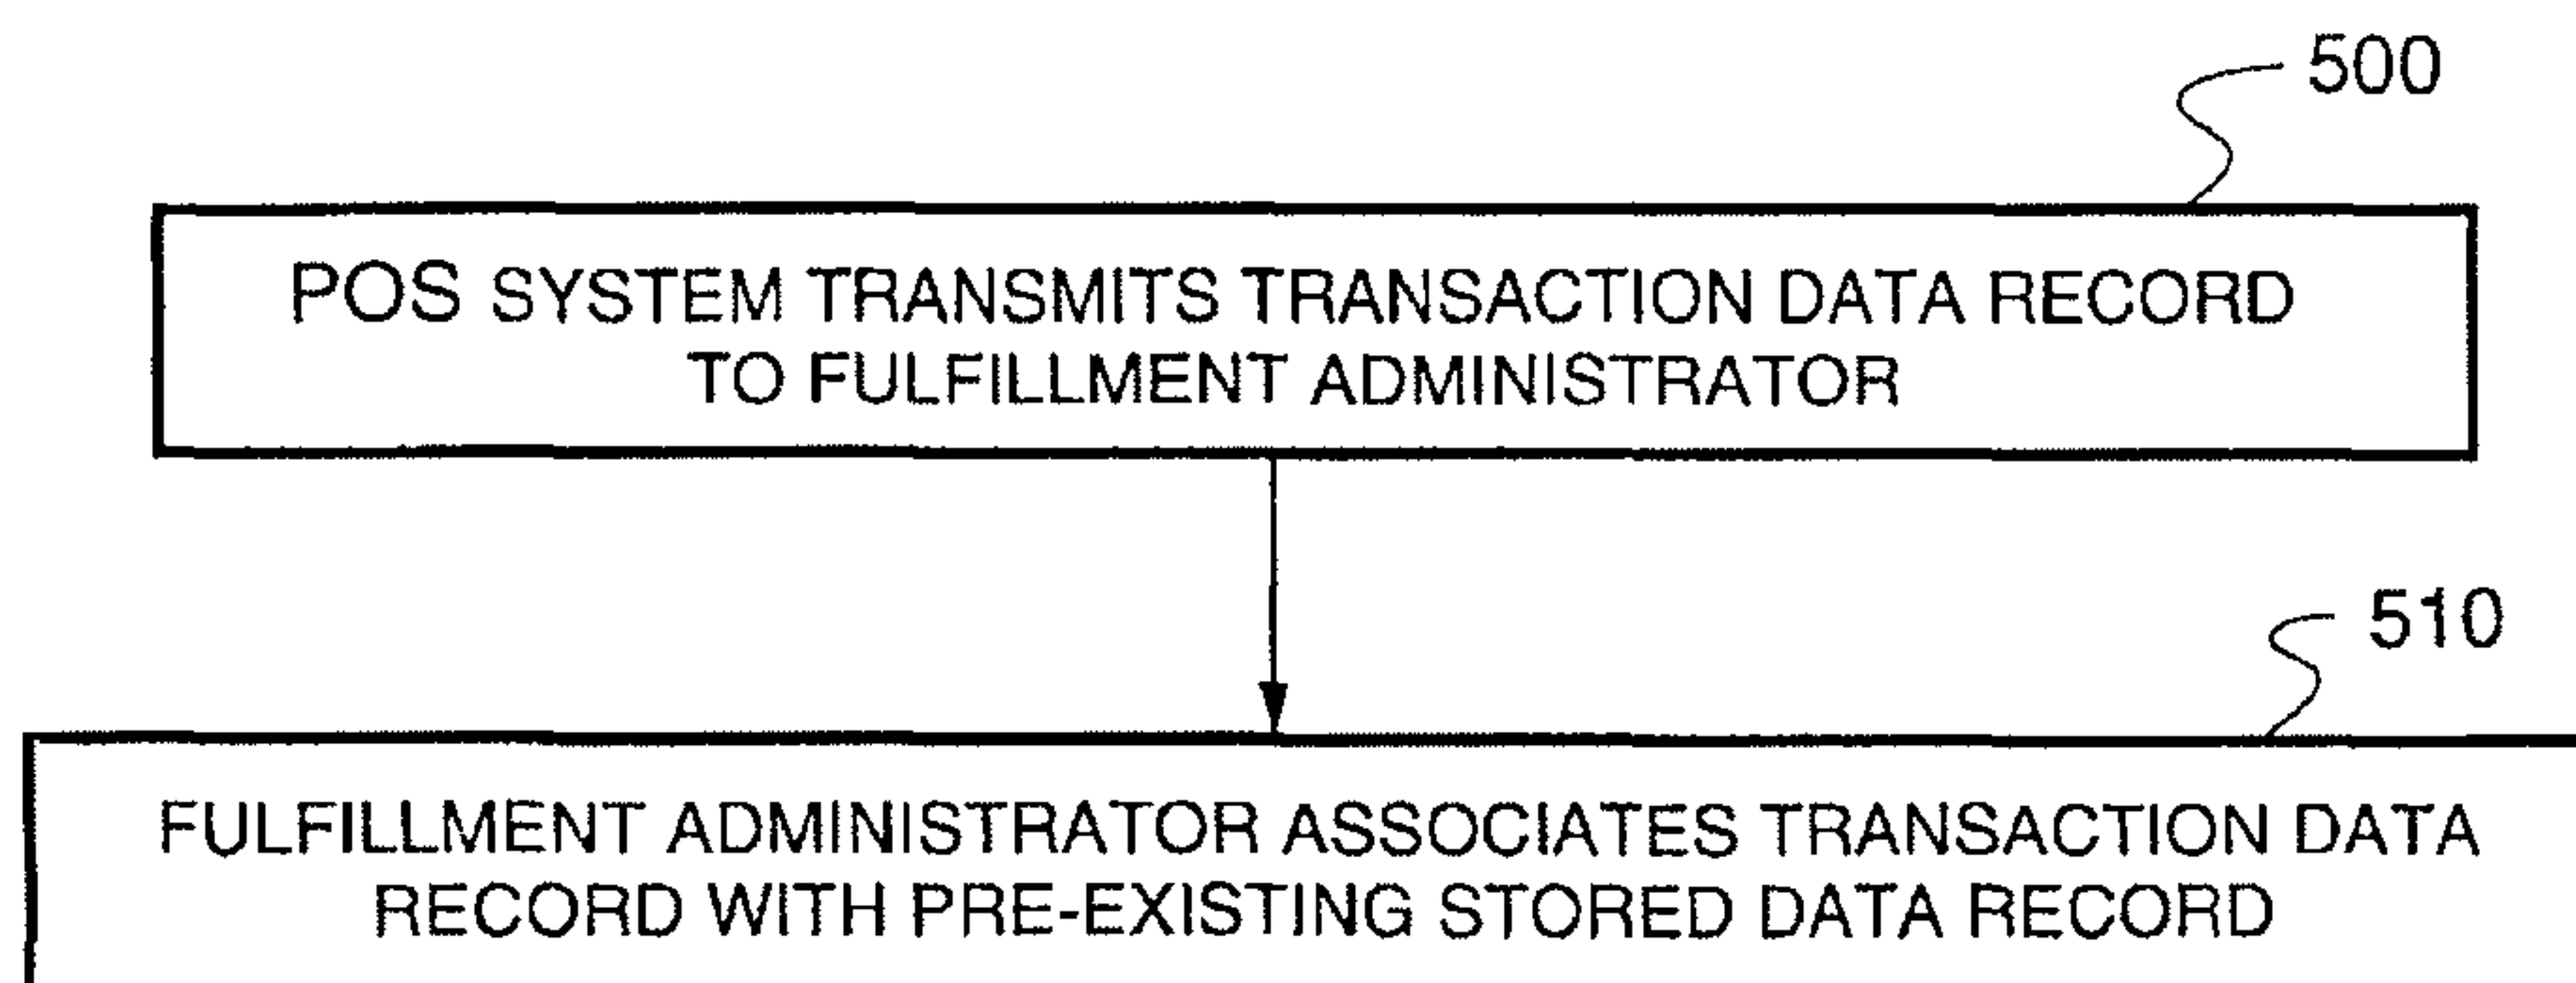 500
POS SYSTEM TRANSMITS TRANSACTION DATA RECORD
TO FULFILLMENT ADMINISTRATOR
510
FULFILLMENT ADMINISTRATOR ASSOCIATES TRANSACTION DATA
RECORD WITH PRE-EXISTING STORED DATA RECORD